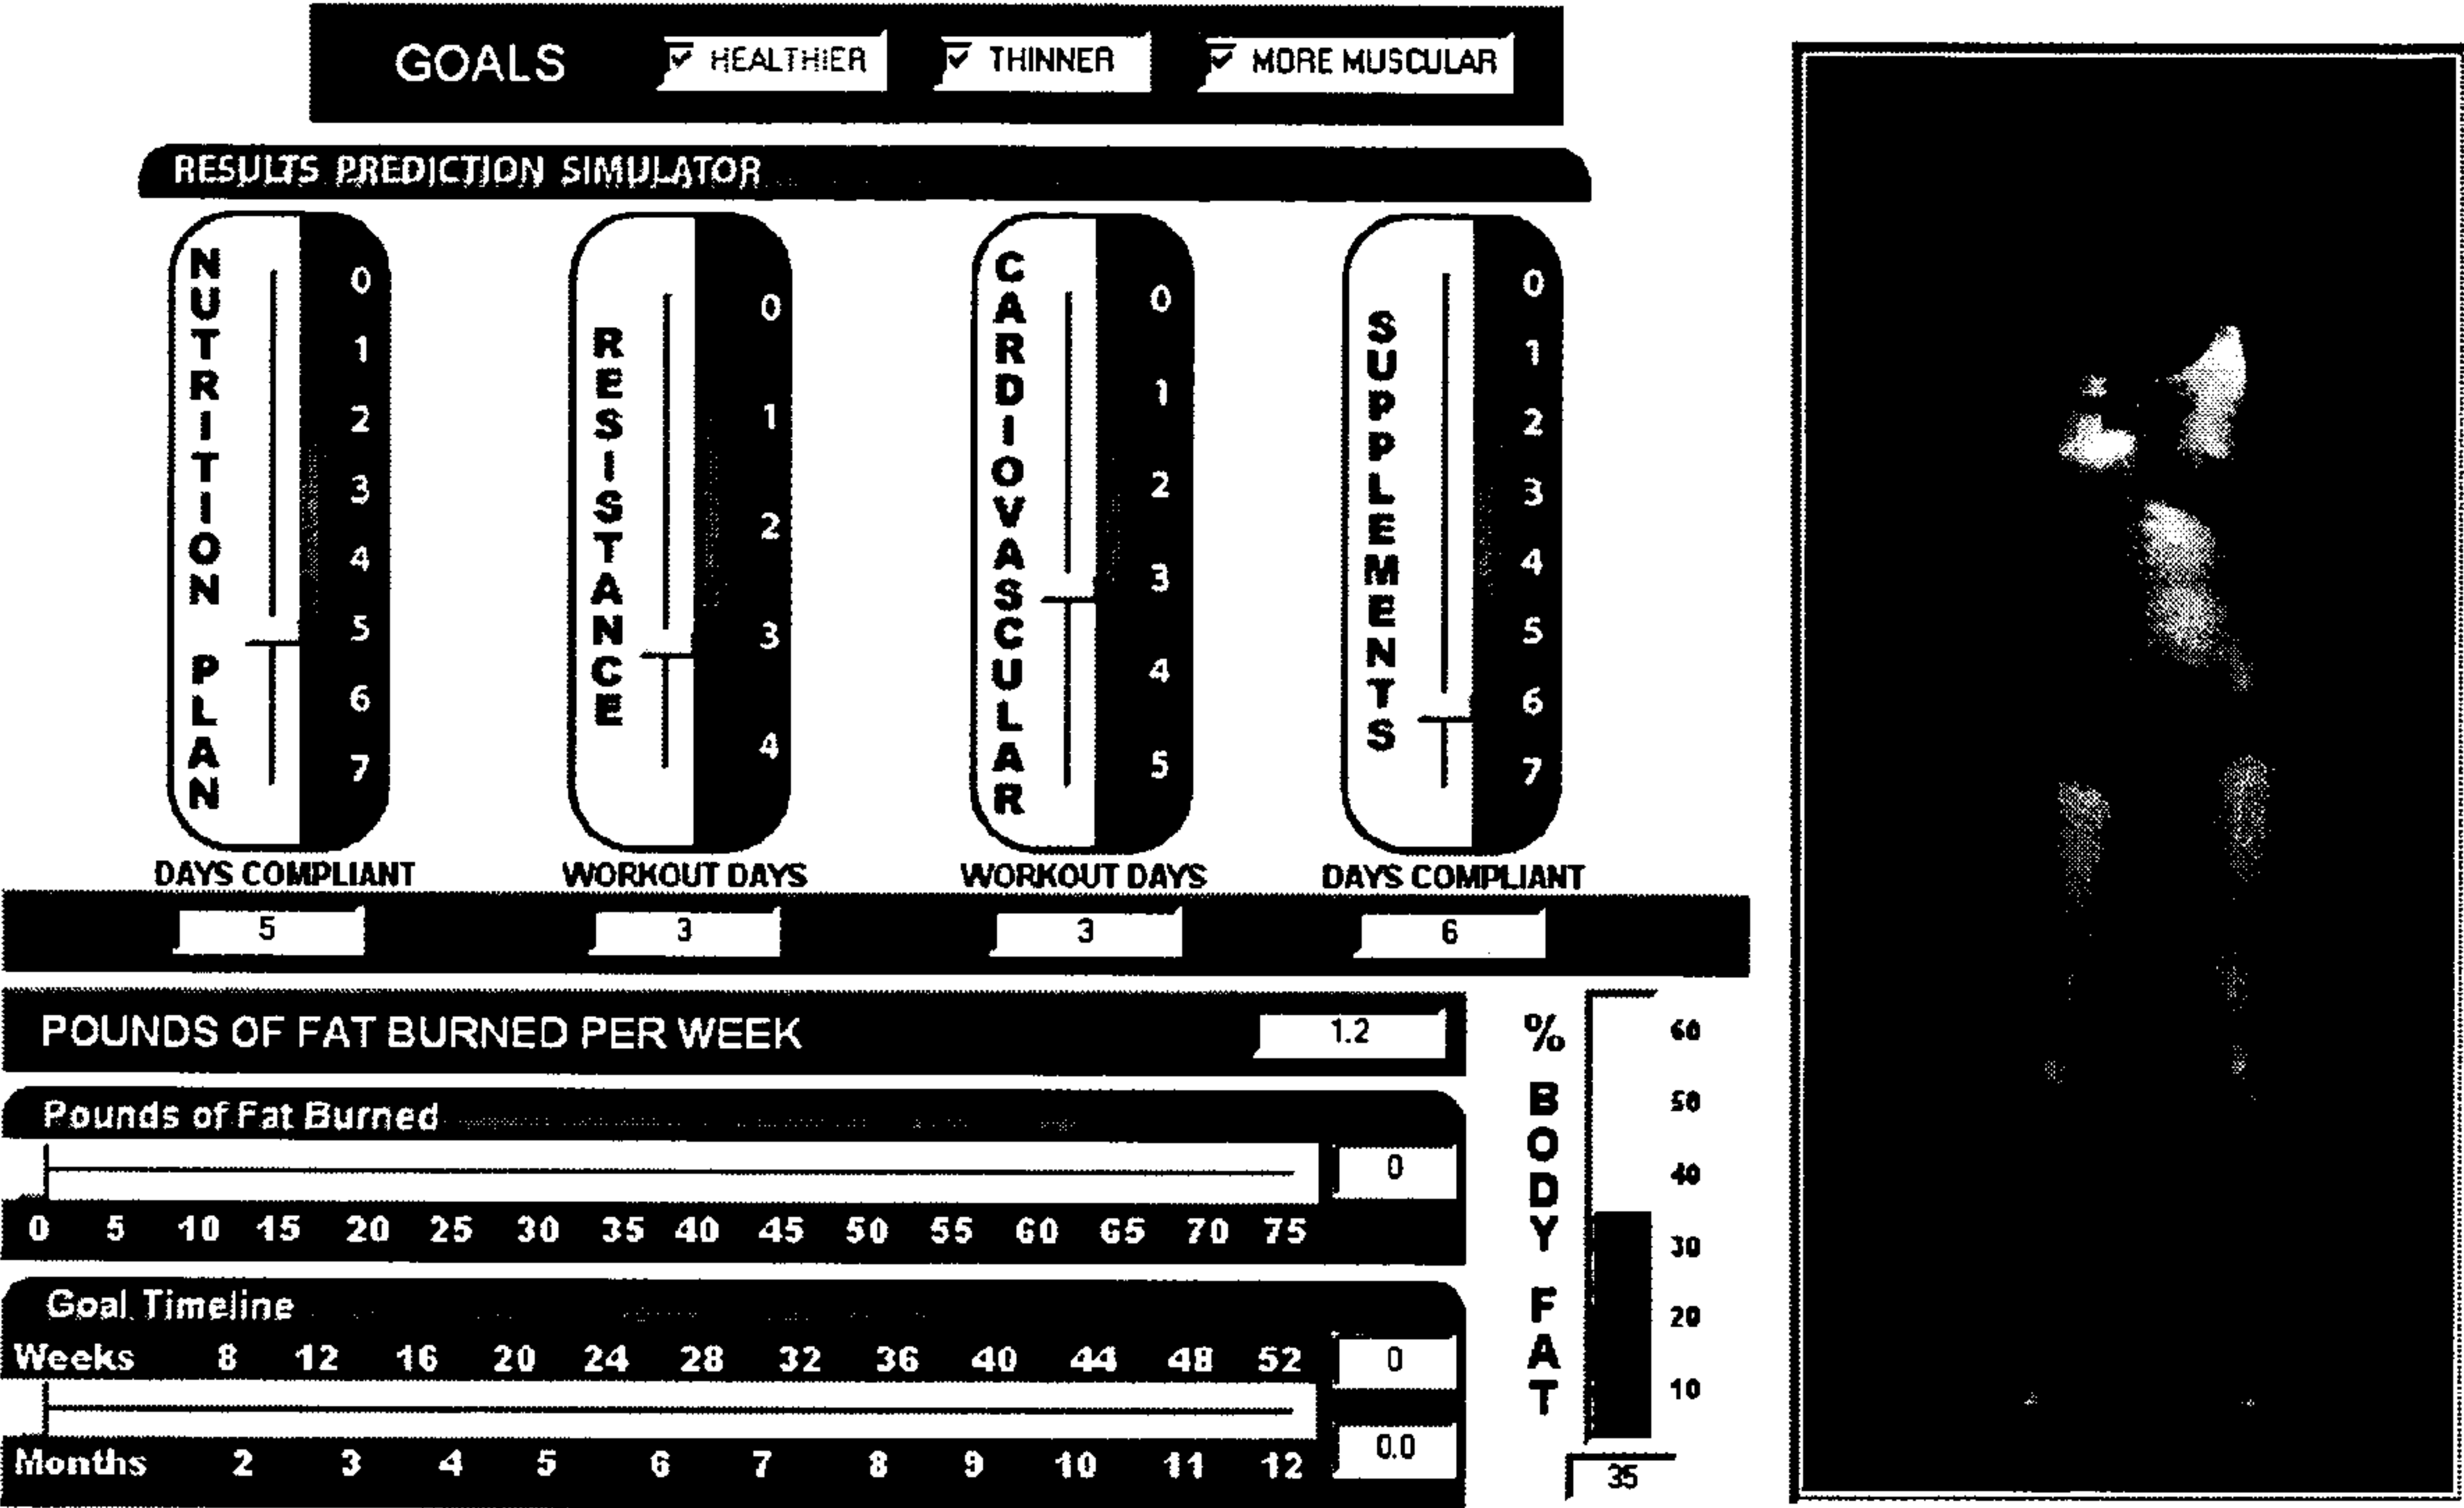 GOALS HEALTHIER THINNER MORE MUSCULAR
RESULTS PREDICTION SIMULATOR
NUTRITION PLAN
0
1
2
3
4
5
6
7
RESISTANCE
0
1
2
3
4
CARDIOVASCULAR
0
1
2
3
4
5
SUPPLEMENTS
0
1
2
3
4
5
6
7
DAYS COMPLIANT WORKOUT DAYS WORKOUT DAYS DAYS COMPLIANT
5 3 3 6
POUNDS OF FAT BURNED PER WEEK 1.2
Pounds of Fat Burned
0
0 5 10 15 20 25 30 35 40 45 50 55 60 65 70 75
Goal Timeline
Weeks 8 12 16 20 24 28 32 36 40 44 48 52 0
0.0
Months 2 3 4 5 6 7 8 9 10 11 12
% BODY FAT
60
50
40
30
20
10
35